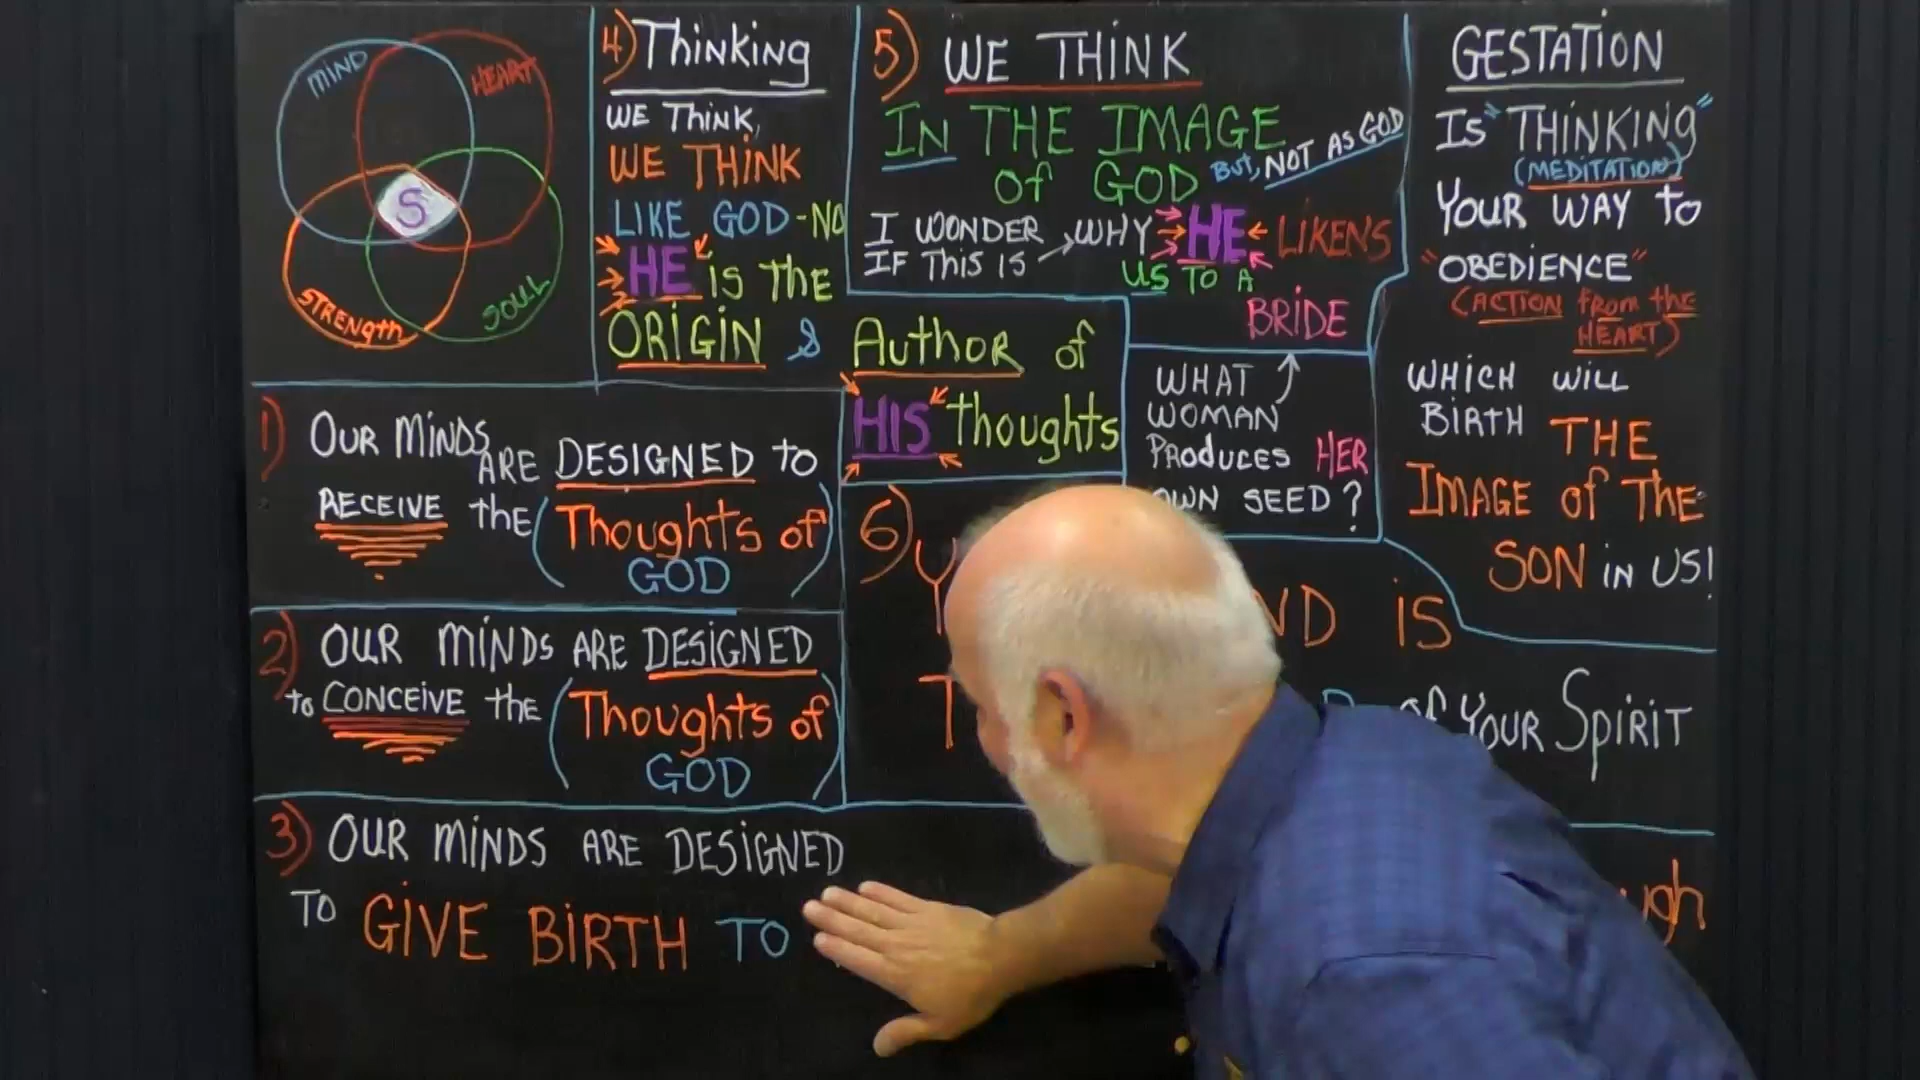 MIND
HEART
S
STRENGTH
SOUL
4) Thinking
WE THINK,
WE THINK
LIKE GOD - NO
HE is THE
ORIGIN & AUTHOR of
HIS thoughts
5) WE THINK
IN THE IMAGE
of GOD BUT, NOT AS GOD
I WONDER WHY HE LIKENS
IF THIS IS US TO A
BRIDE
WHAT
WOMAN
PRODUCES HER
OWN SEED?
GESTATION
IS "THINKING"
(MEDITATION)
YOUR WAY TO
"OBEDIENCE"
(ACTION from the
HEART)
WHICH WILL
BIRTH THE
IMAGE of THE
SON IN US!
1) OUR MINDS
ARE DESIGNED to
RECEIVE the (Thoughts of
GOD)
2) OUR MINDS ARE DESIGNED
to CONCEIVE the (Thoughts of
GOD)
3) OUR MINDS ARE DESIGNED
TO GIVE BIRTH TO
6)
IS
of YOUR SPIRIT